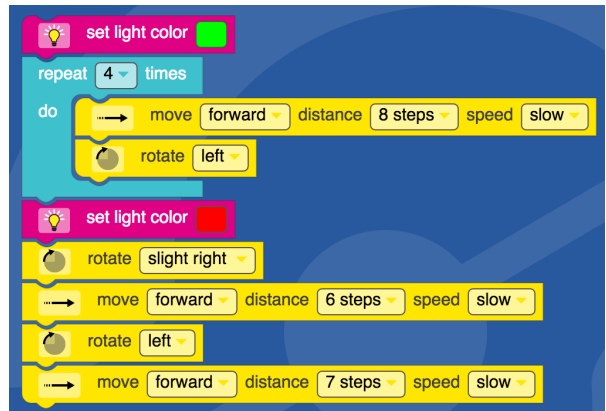 set light color
repeat 4 times
do move forward distance 8 steps speed slow
rotate left
set light color
rotate slight right
move forward distance 6 steps speed slow
rotate left
move forward distance 7 steps speed slow